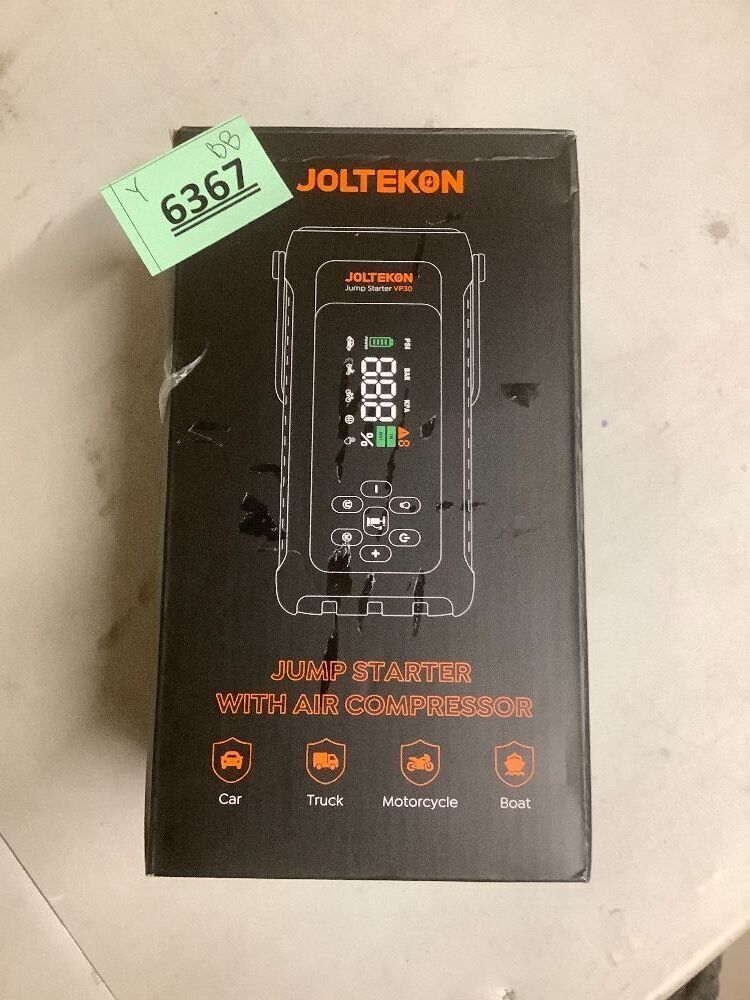 BB
Y
6367
JOLTEKON
JOLTEKON
Jump Starter VP30
PSI
BAR
KPA
888
%
JUMP STARTER
WITH AIR COMPRESSOR
Car
Truck
Motorcycle
Boat